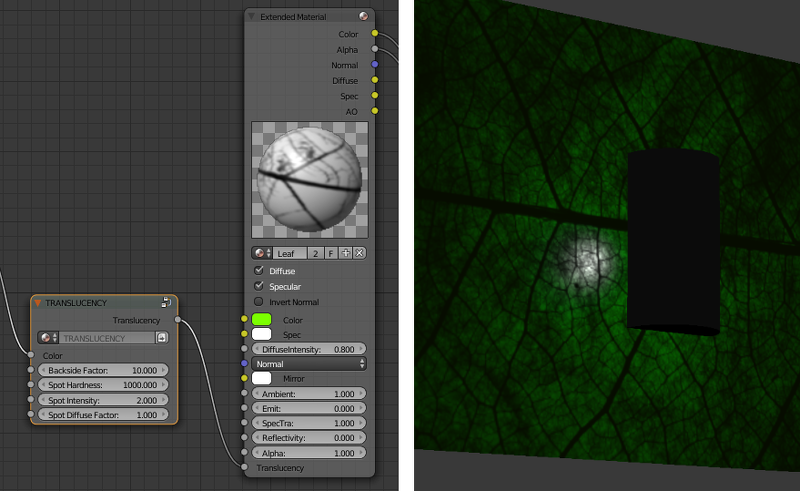 Extended Material
Color
Alpha
Normal
Diffuse
Spec
AO
Leaf 2 F
Diffuse
Specular
Invert Normal
Color
Spec
DiffuseIntensity: 0.800
Normal
Mirror
Ambient: 1.000
Emit: 0.000
SpecTra: 1.000
Reflectivity: 0.000
Alpha: 1.000
Translucency
TRANSLUCENCY
Translucency
TRANSLUCENCY
Color
Backside Factor: 10.000
Spot Hardness: 1000.000
Spot Intensity: 2.000
Spot Diffuse Factor: 1.000